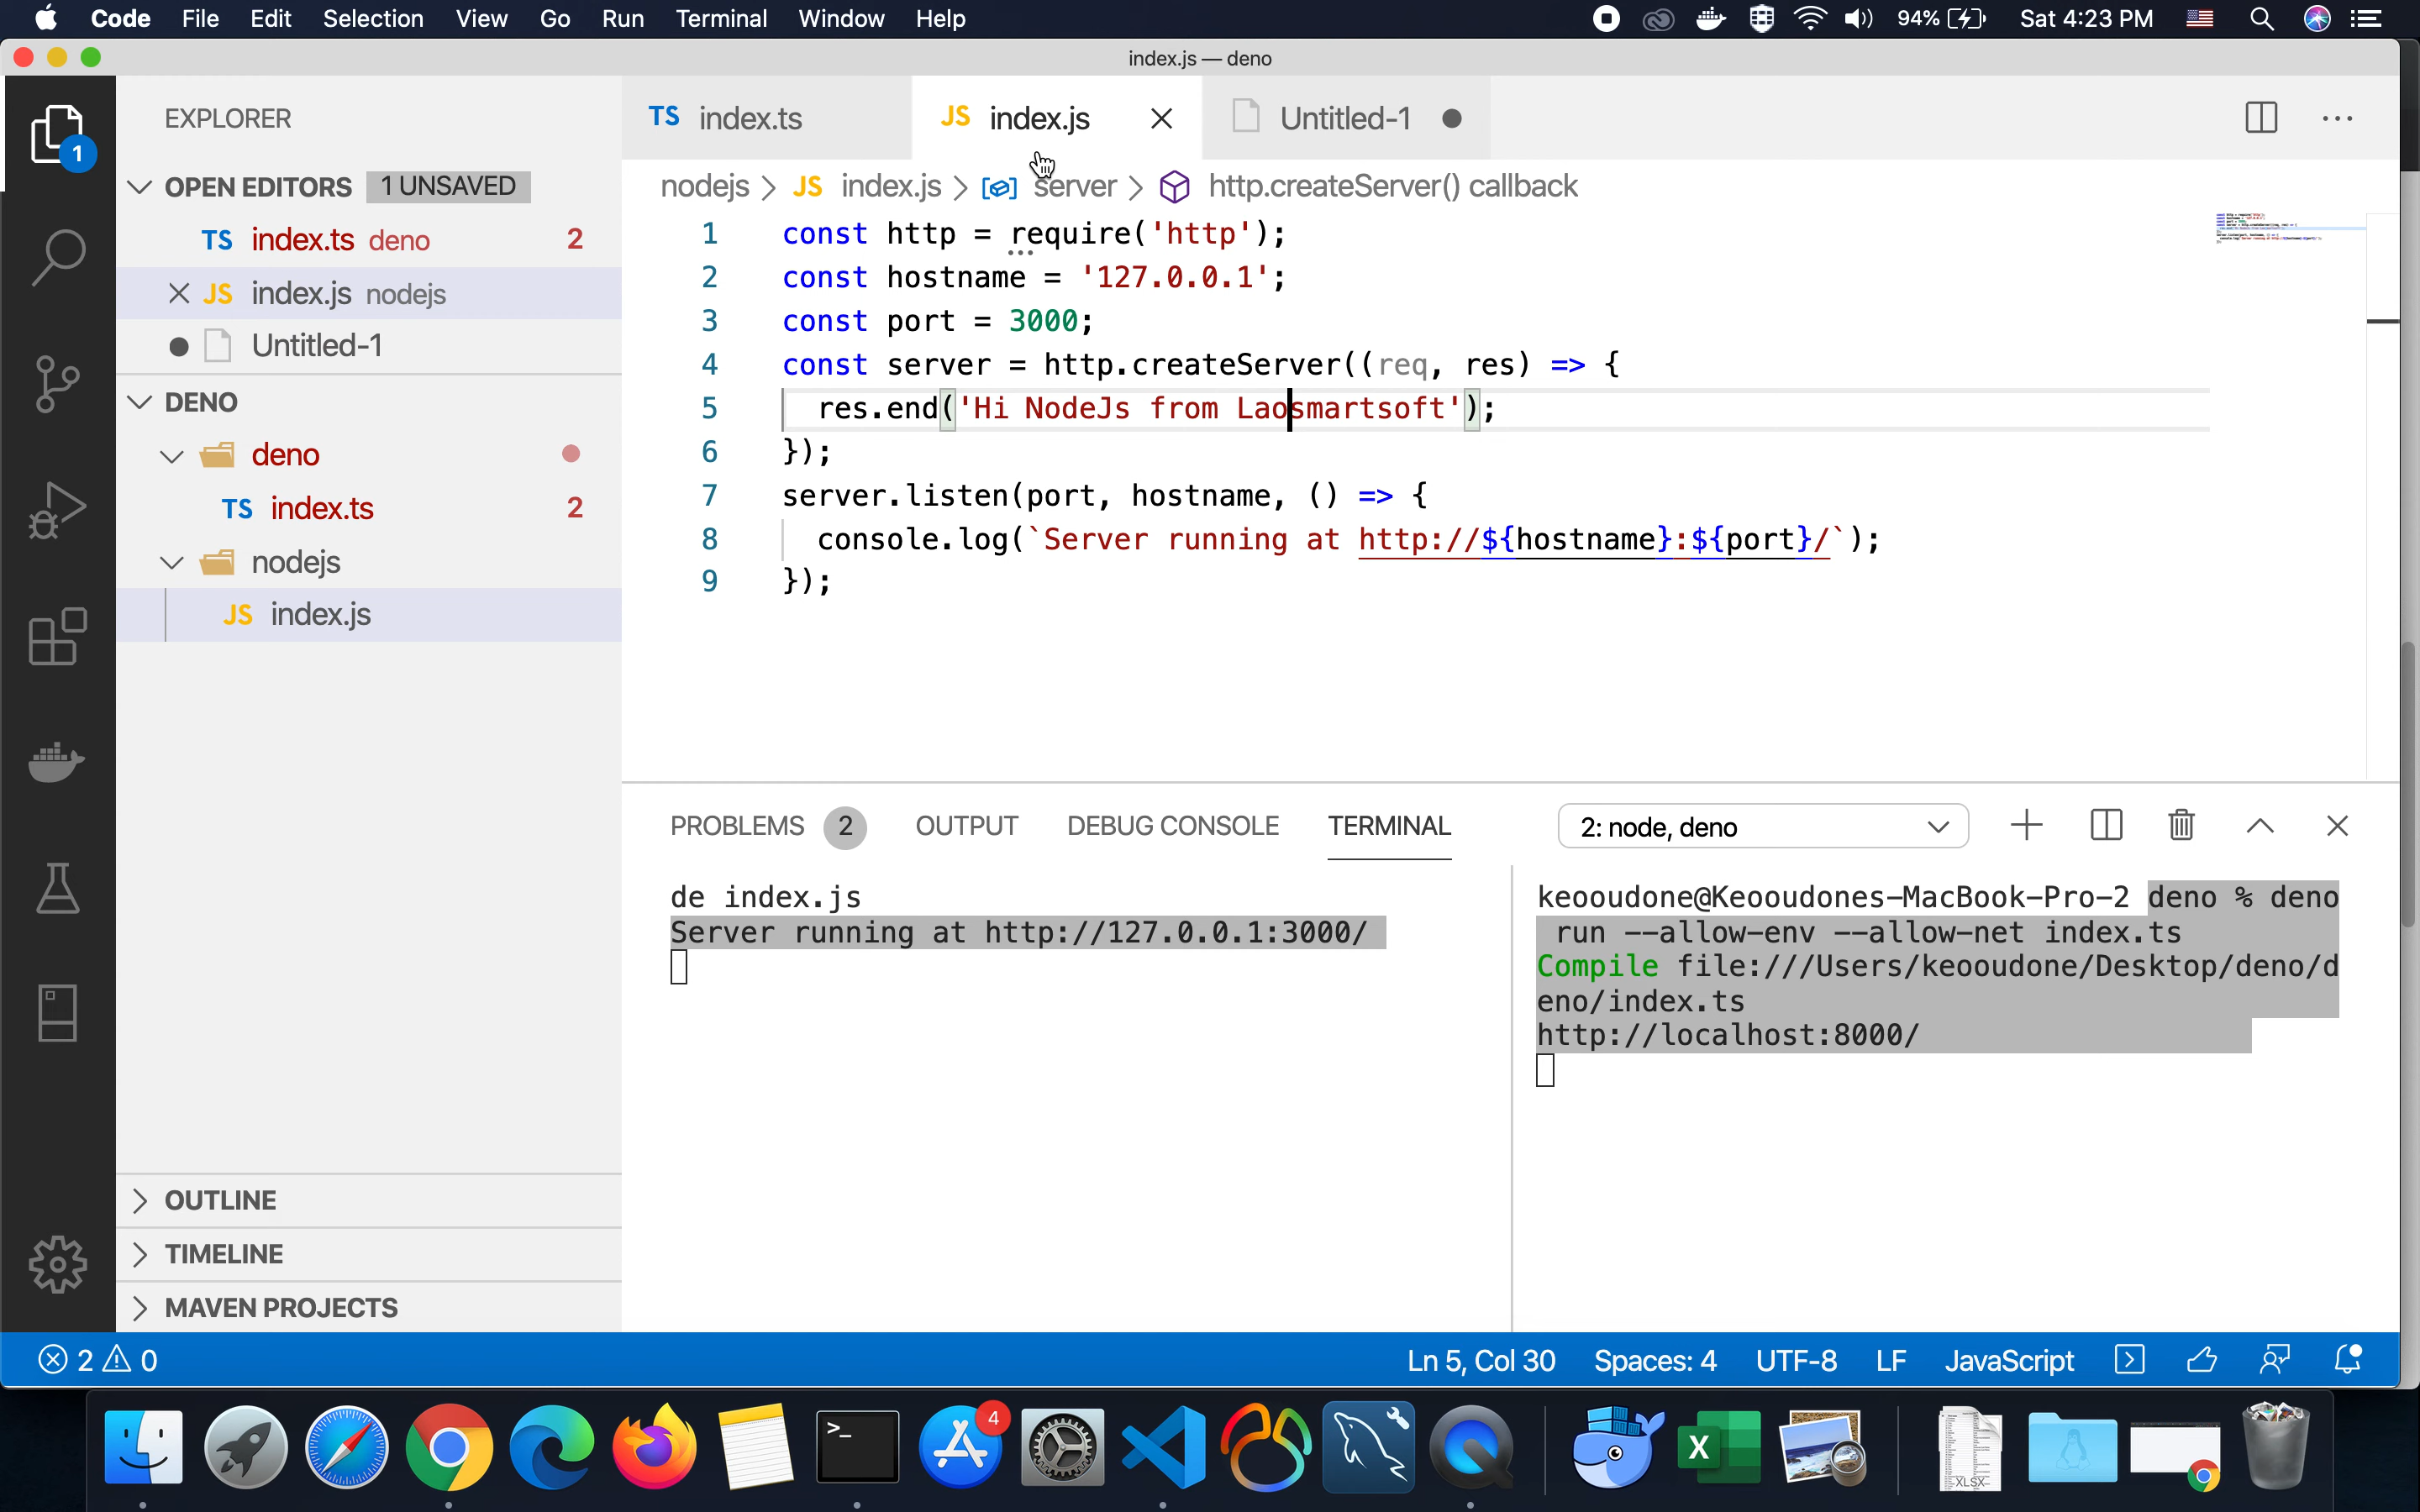 Code File Edit Selection View Go Run Terminal Window Help 94% Sat 4:23 PM
index.js — deno
EXPLORER
1
OPEN EDITORS 1 UNSAVED
TS index.ts deno 2
JS index.js nodejs
Untitled-1
DENO
deno
TS index.ts 2
nodejs
JS index.js
OUTLINE
TIMELINE
MAVEN PROJECTS
TS index.ts JS index.js Untitled-1
nodejs > JS index.js > server > http.createServer() callback
1 const http = require('http');
2 const hostname = '127.0.0.1';
3 const port = 3000;
4 const server = http.createServer((req, res) => {
5 res.end('Hi NodeJs from Laosmartsoft');
6 });
7 server.listen(port, hostname, () => {
8 console.log(`Server running at http://${hostname}:${port}/`);
9 });
PROBLEMS 2 OUTPUT DEBUG CONSOLE TERMINAL 2: node, deno
de index.js
Server running at http://127.0.0.1:3000/
keooudone@Keooudones-MacBook-Pro-2 deno % deno
run --allow-env --allow-net index.ts
Compile file:///Users/keooudone/Desktop/deno/d
eno/index.ts
http://localhost:8000/
2 0 Ln 5, Col 30 Spaces: 4 UTF-8 LF JavaScript
4
XLSX